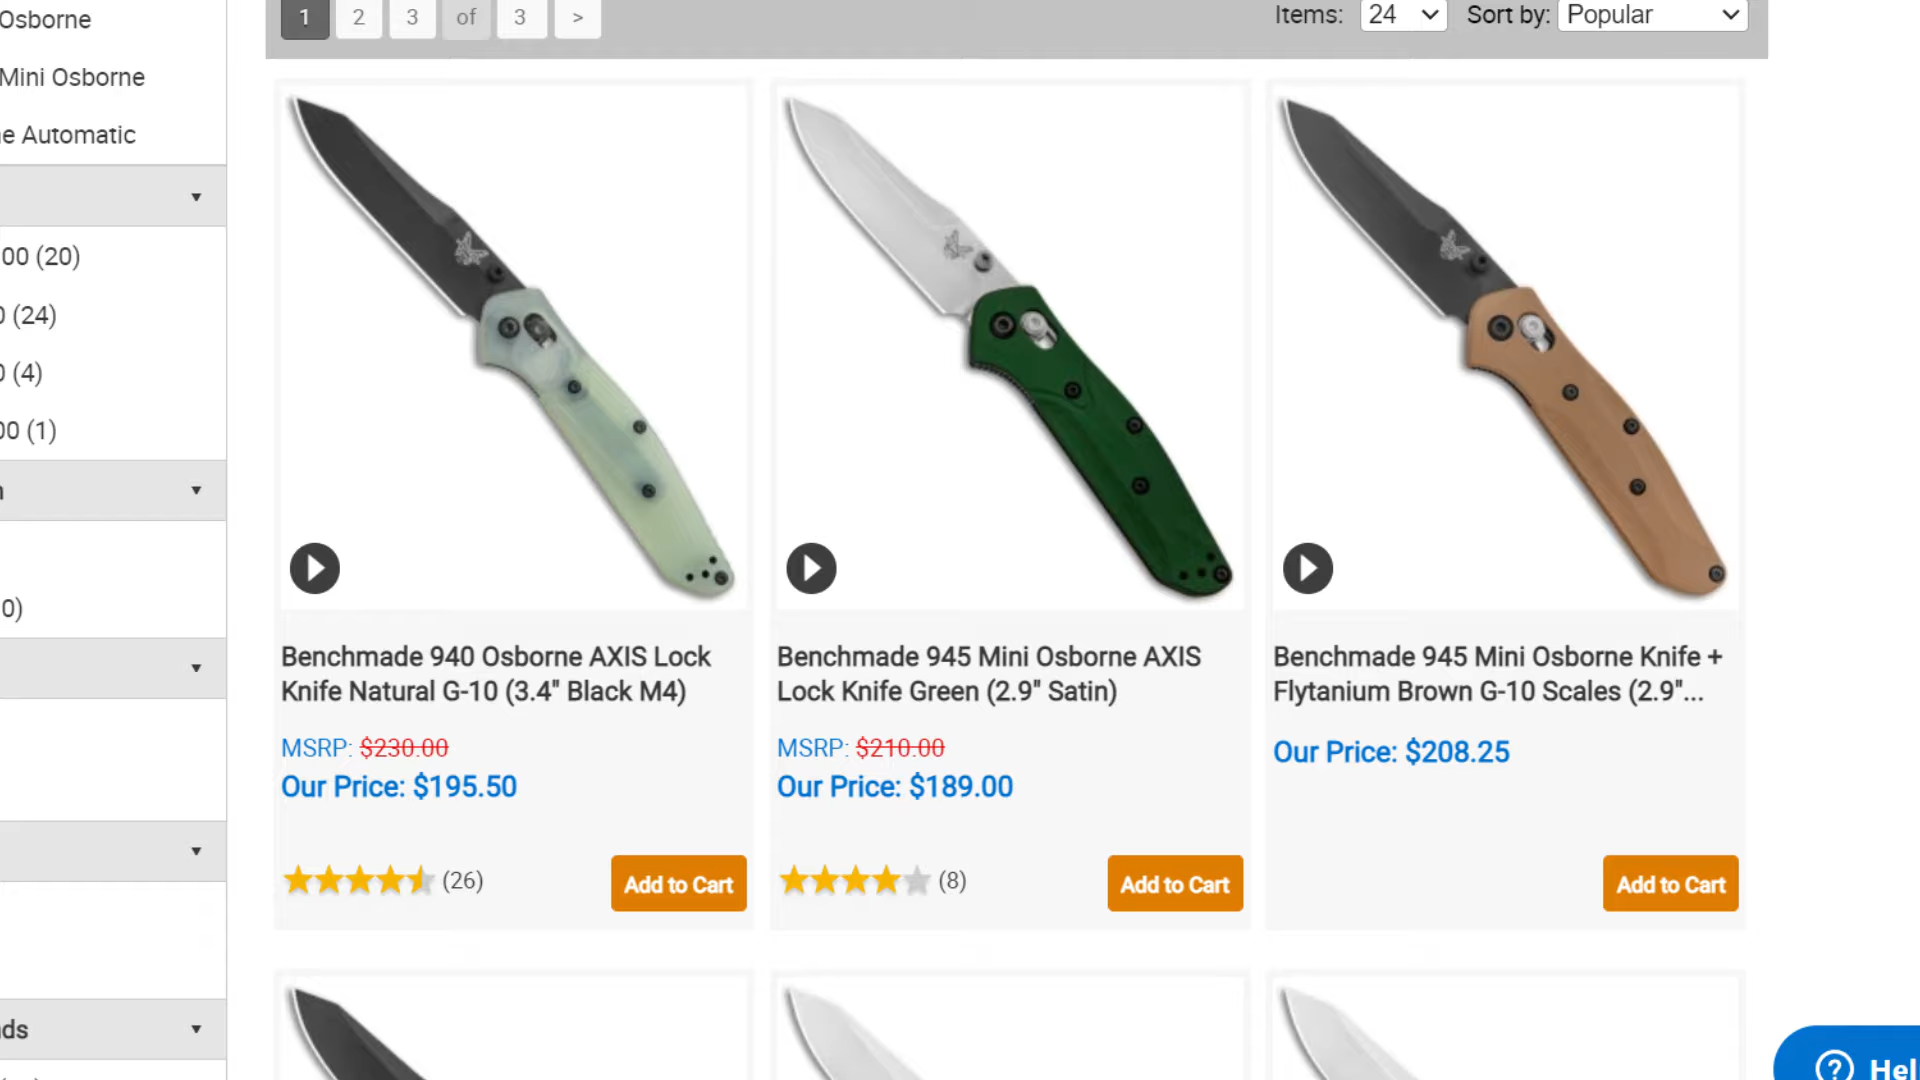 Osborne
Mini Osborne
e Automatic
▼
00 (20)
0 (24)
0 (4)
00 (1)
▼
0)
▼
▼
ds ▼
1 2 3 of 3 >
Items: 24 Sort by: Popular
Benchmade 940 Osborne AXIS Lock
Knife Natural G-10 (3.4" Black M4)
MSRP: $230.00
Our Price: $195.50
(26) Add to Cart
Benchmade 945 Mini Osborne AXIS
Lock Knife Green (2.9" Satin)
MSRP: $210.00
Our Price: $189.00
(8) Add to Cart
Benchmade 945 Mini Osborne Knife +
Flytanium Brown G-10 Scales (2.9"...
Our Price: $208.25
Add to Cart
? Hel